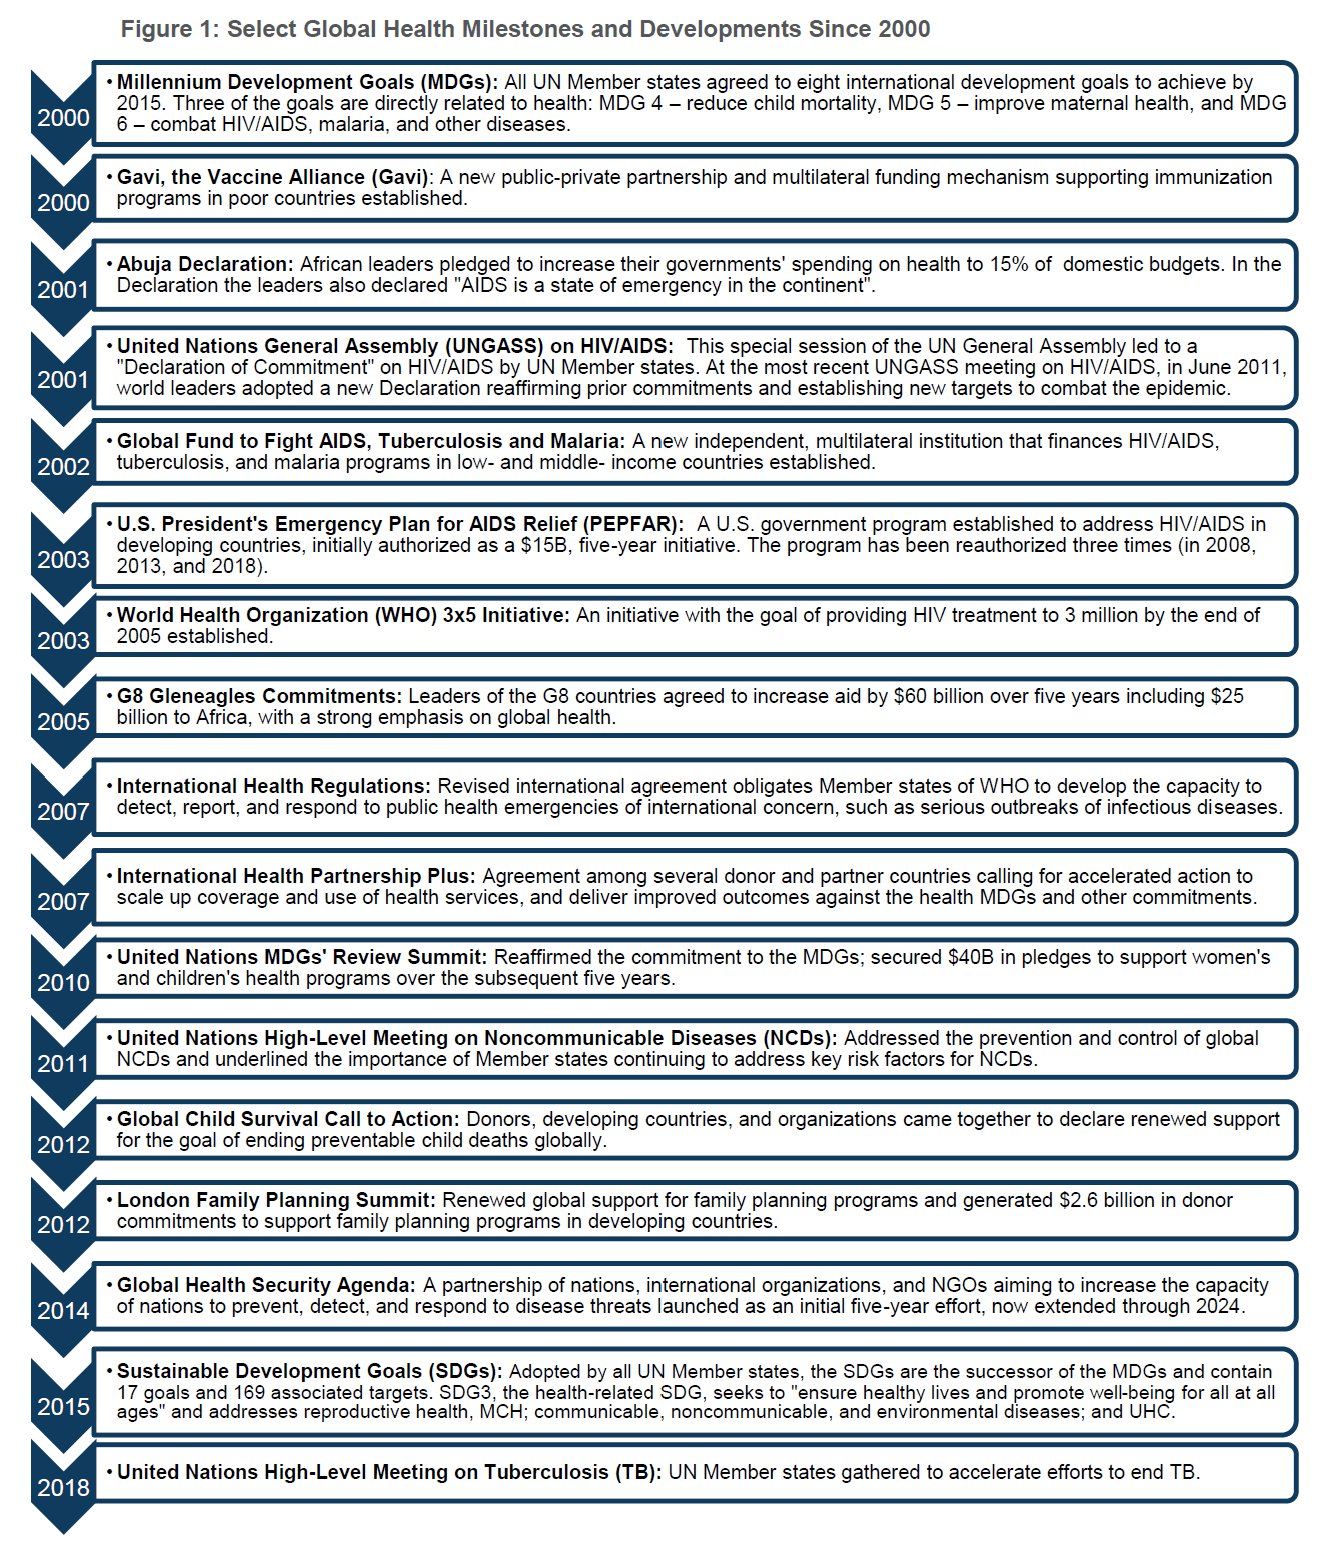 Figure 1: Select Global Health Milestones and Developments Since 2000
2000
• Millennium Development Goals (MDGs): All UN Member states agreed to eight international development goals to achieve by
2015. Three of the goals are directly related to health: MDG 4 – reduce child mortality, MDG 5 – improve maternal health, and MDG
6 – combat HIV/AIDS, malaria, and other diseases.
2000
• Gavi, the Vaccine Alliance (Gavi): A new public-private partnership and multilateral funding mechanism supporting immunization
programs in poor countries established.
2001
• Abuja Declaration: African leaders pledged to increase their governments' spending on health to 15% of  domestic budgets. In the
Declaration the leaders also declared "AIDS is a state of emergency in the continent".
2001
• United Nations General Assembly (UNGASS) on HIV/AIDS:  This special session of the UN General Assembly led to a
"Declaration of Commitment" on HIV/AIDS by UN Member states. At the most recent UNGASS meeting on HIV/AIDS, in June 2011,
world leaders adopted a new Declaration reaffirming prior commitments and establishing new targets to combat the epidemic.
2002
• Global Fund to Fight AIDS, Tuberculosis and Malaria: A new independent, multilateral institution that finances HIV/AIDS,
tuberculosis, and malaria programs in low- and middle- income countries established.
2003
• U.S. President's Emergency Plan for AIDS Relief (PEPFAR):  A U.S. government program established to address HIV/AIDS in
developing countries, initially authorized as a $15B, five-year initiative. The program has been reauthorized three times (in 2008,
2013, and 2018).
2003
• World Health Organization (WHO) 3x5 Initiative: An initiative with the goal of providing HIV treatment to 3 million by the end of
2005 established.
2005
• G8 Gleneagles Commitments: Leaders of the G8 countries agreed to increase aid by $60 billion over five years including $25
billion to Africa, with a strong emphasis on global health.
2007
• International Health Regulations: Revised international agreement obligates Member states of WHO to develop the capacity to
detect, report, and respond to public health emergencies of international concern, such as serious outbreaks of infectious diseases.
2007
• International Health Partnership Plus: Agreement among several donor and partner countries calling for accelerated action to
scale up coverage and use of health services, and deliver improved outcomes against the health MDGs and other commitments.
2010
• United Nations MDGs' Review Summit: Reaffirmed the commitment to the MDGs; secured $40B in pledges to support women's
and children's health programs over the subsequent five years.
2011
• United Nations High-Level Meeting on Noncommunicable Diseases (NCDs): Addressed the prevention and control of global
NCDs and underlined the importance of Member states continuing to address key risk factors for NCDs.
2012
• Global Child Survival Call to Action: Donors, developing countries, and organizations came together to declare renewed support
for the goal of ending preventable child deaths globally.
2012
• London Family Planning Summit: Renewed global support for family planning programs and generated $2.6 billion in donor
commitments to support family planning programs in developing countries.
2014
• Global Health Security Agenda: A partnership of nations, international organizations, and NGOs aiming to increase the capacity
of nations to prevent, detect, and respond to disease threats launched as an initial five-year effort, now extended through 2024.
2015
• Sustainable Development Goals (SDGs): Adopted by all UN Member states, the SDGs are the successor of the MDGs and contain
17 goals and 169 associated targets. SDG3, the health-related SDG, seeks to "ensure healthy lives and promote well-being for all at all
ages" and addresses reproductive health, MCH; communicable, noncommunicable, and environmental diseases; and UHC.
2018
• United Nations High-Level Meeting on Tuberculosis (TB): UN Member states gathered to accelerate efforts to end TB.